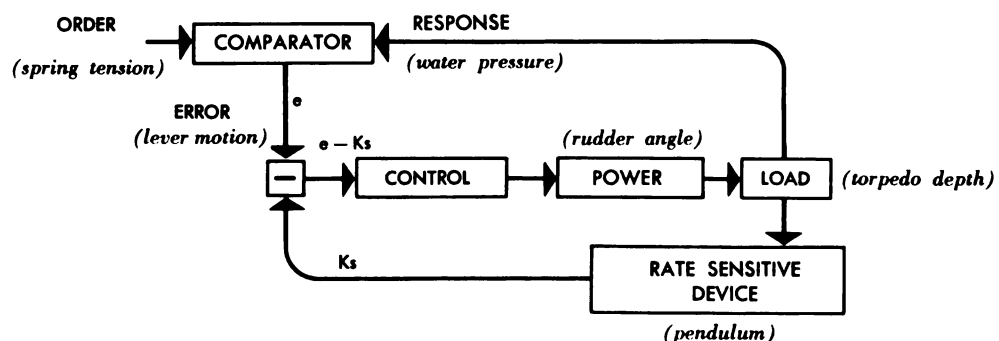 ORDER
(spring tension)
COMPARATOR
RESPONSE
(water pressure)
ERROR
(lever motion)
e
e – Ks
–
CONTROL
(rudder angle)
POWER
LOAD
(torpedo depth)
Ks
RATE SENSITIVE
DEVICE
(pendulum)